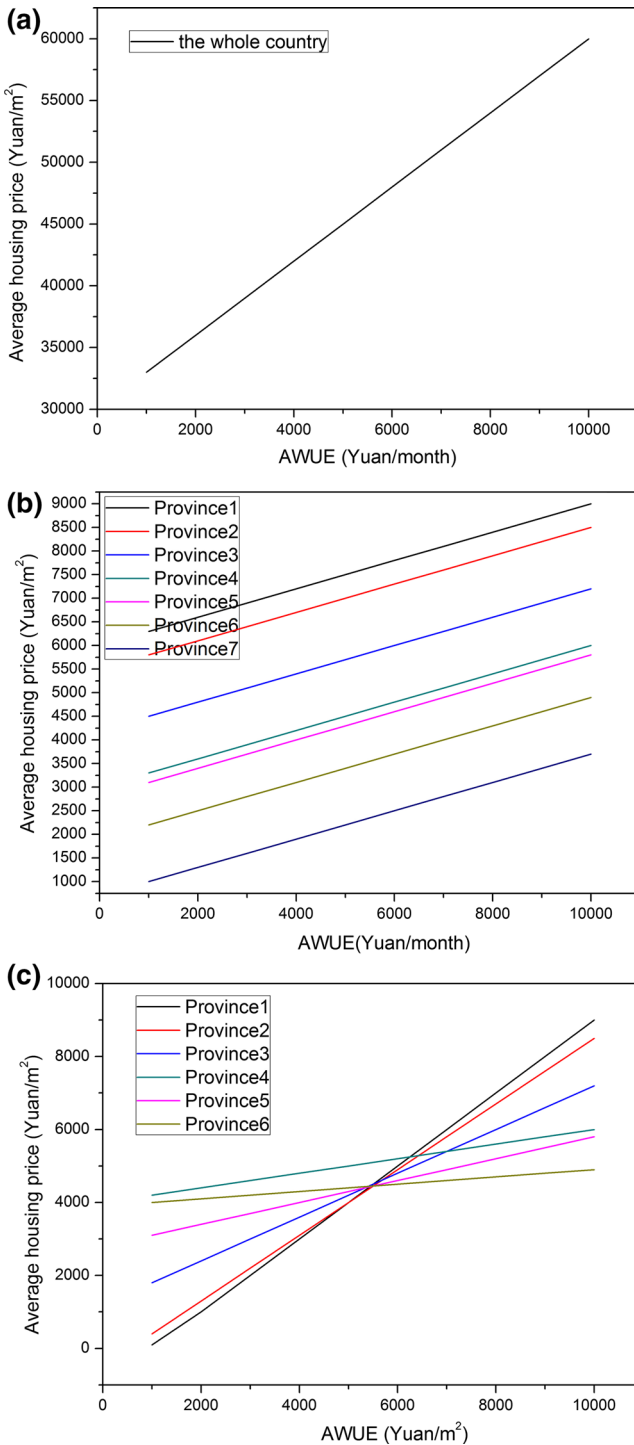 (a)
the whole country
60000
55000
50000
45000
40000
35000
30000
Average housing price (Yuan/m²)
0 2000 4000 6000 8000 10000
AWUE (Yuan/month)
(b)
Province1
Province2
Province3
Province4
Province5
Province6
Province7
9000
8500
8000
7500
7000
6500
6000
5500
5000
4500
4000
3500
3000
2500
2000
1500
1000
Average housing price (Yuan/m²)
0 2000 4000 6000 8000 10000
AWUE(Yuan/month)
(c)
Province1
Province2
Province3
Province4
Province5
Province6
10000
8000
6000
4000
2000
0
Average housing price (Yuan/m²)
0 2000 4000 6000 8000 10000
AWUE (Yuan/m²)